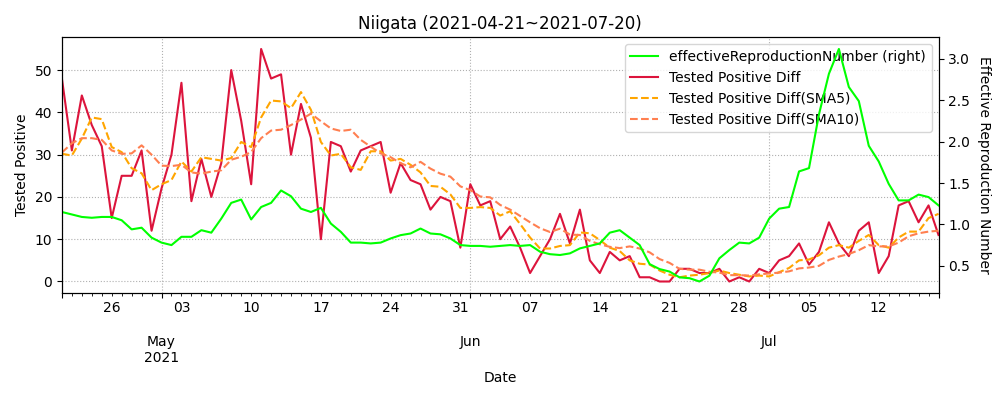 Niigata (2021-04-21~2021-07-20)
effectiveReproductionNumber (right)
Tested Positive Diff
Tested Positive Diff(SMA5)
Tested Positive Diff(SMA10)
Tested Positive
50
40
30
20
10
0
3.0
2.5
2.0
1.5
1.0
0.5
Effective Reproduction Number
26
03
10
17
24
31
07
14
21
28
05
12
May
2021
Jun
Jul
Date